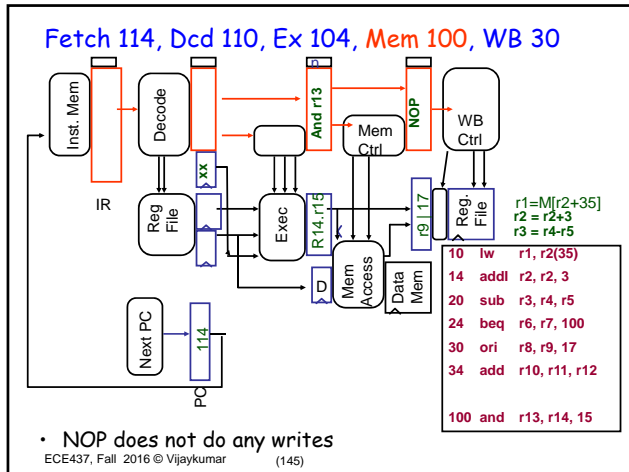 Fetch 114, Dcd 110, Ex 104, Mem 100, WB 30
n
Inst. Mem
Decode
And r13
Mem
Ctrl
NOP
WB
Ctrl
IR
xx
Reg
File
Exec
R14.r15
Mem
Access
D
Data
Mem
r9 | 17
Reg.
File
r1=M[r2+35]
r2 = r2+3
r3 = r4-r5
10 lw r1, r2(35)
14 addI r2, r2, 3
20 sub r3, r4, r5
24 beq r6, r7, 100
30 ori r8, r9, 17
34 add r10, r11, r12
100 and r13, r14, 15
Next PC
114
PC
• NOP does not do any writes
ECE437, Fall 2016 © Vijaykumar (145)